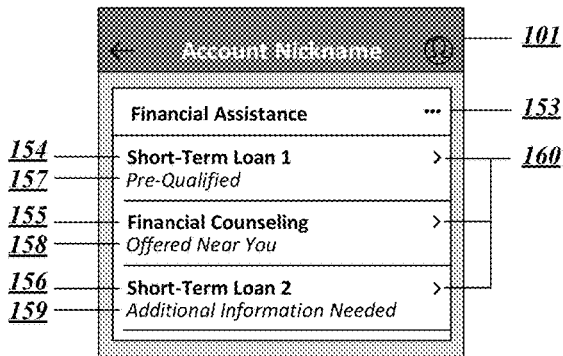 Account Nickname
101
Financial Assistance ...
153
154 Short-Term Loan 1 >
160
157 Pre-Qualified
155 Financial Counseling >
158 Offered Near You
156 Short-Term Loan 2 >
159 Additional Information Needed